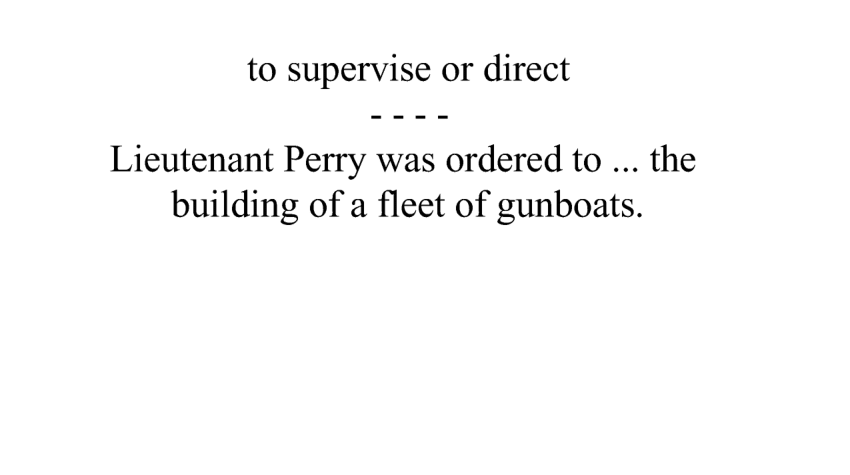 to supervise or direct
- - - -
Lieutenant Perry was ordered to ... the
building of a fleet of gunboats.